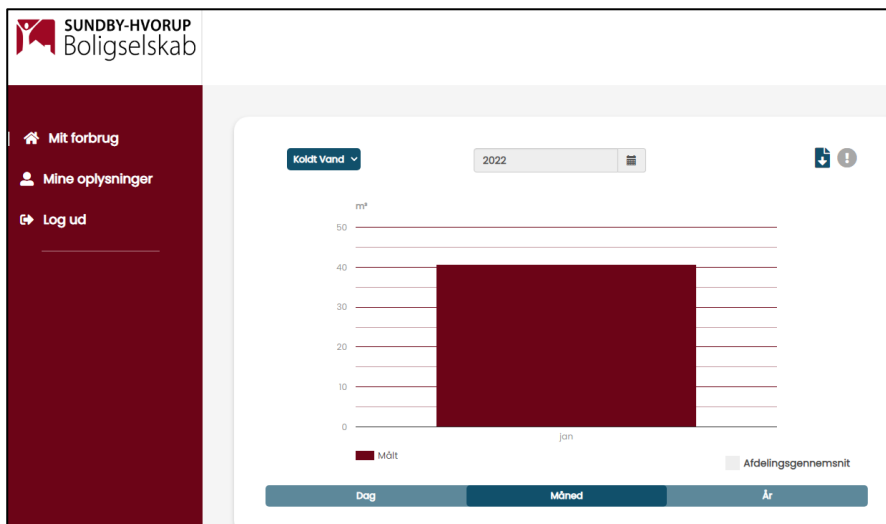 SUNDBY-HVORUP
Boligselskab
Mit forbrug
Mine oplysninger
Log ud
Koldt Vand
2022
m³
50
40
30
20
10
0
jan
Målt
Afdelingsgennemsnit
Dag
Måned
År